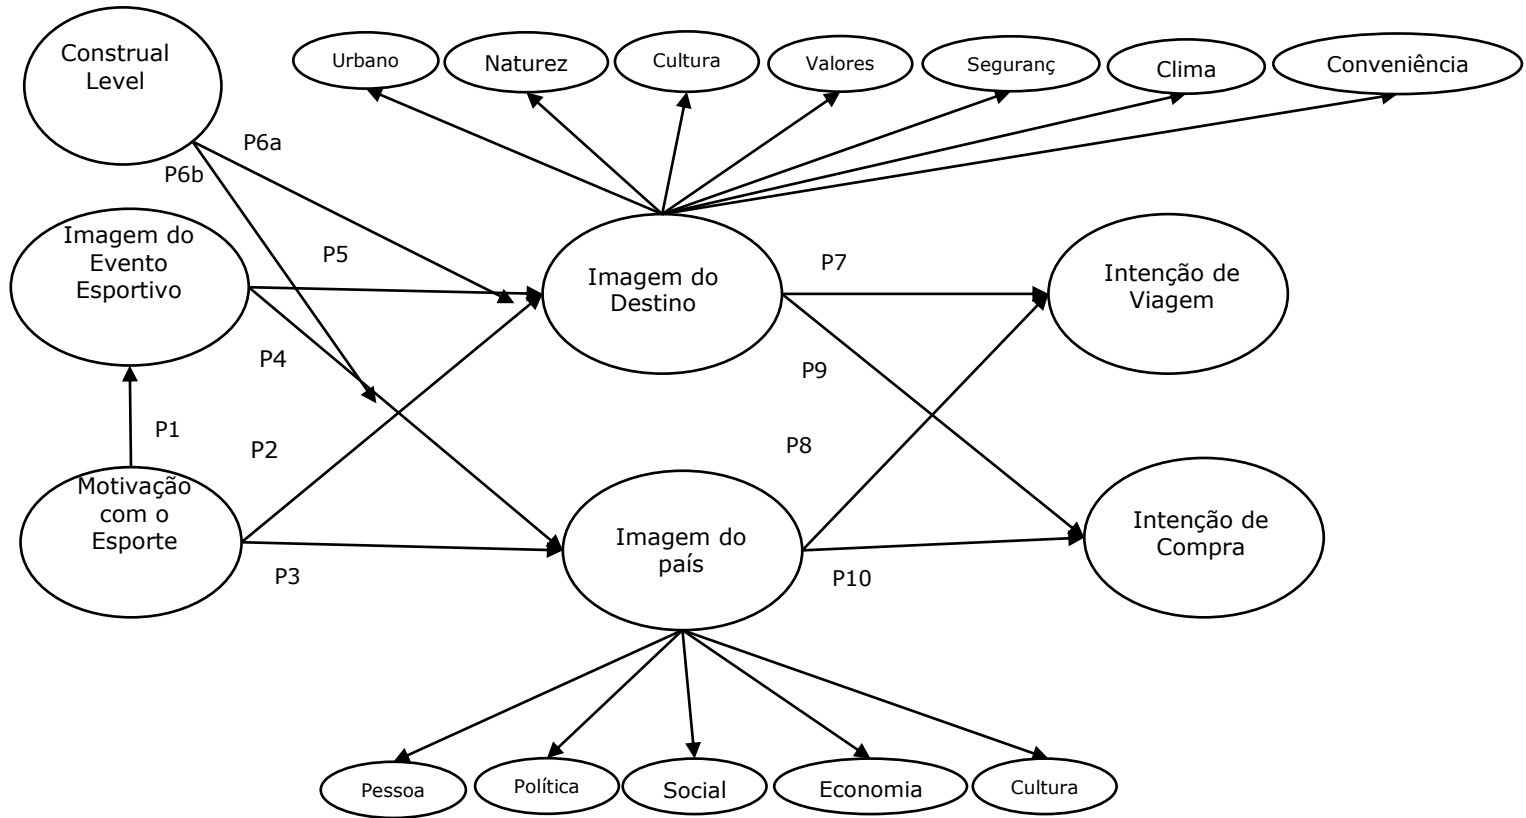 Construal
Level
Urbano
Naturez
Cultura
Valores
Seguranç
Clima
Conveniência
P6a
P6b
Imagem do
Evento
Esportivo
P5
Imagem do
Destino
P7
Intenção de
Viagem
P4
P9
P1
P2
P8
Motivação
com o
Esporte
Imagem do
país
Intenção de
Compra
P3
P10
Pessoa
Política
Social
Economia
Cultura